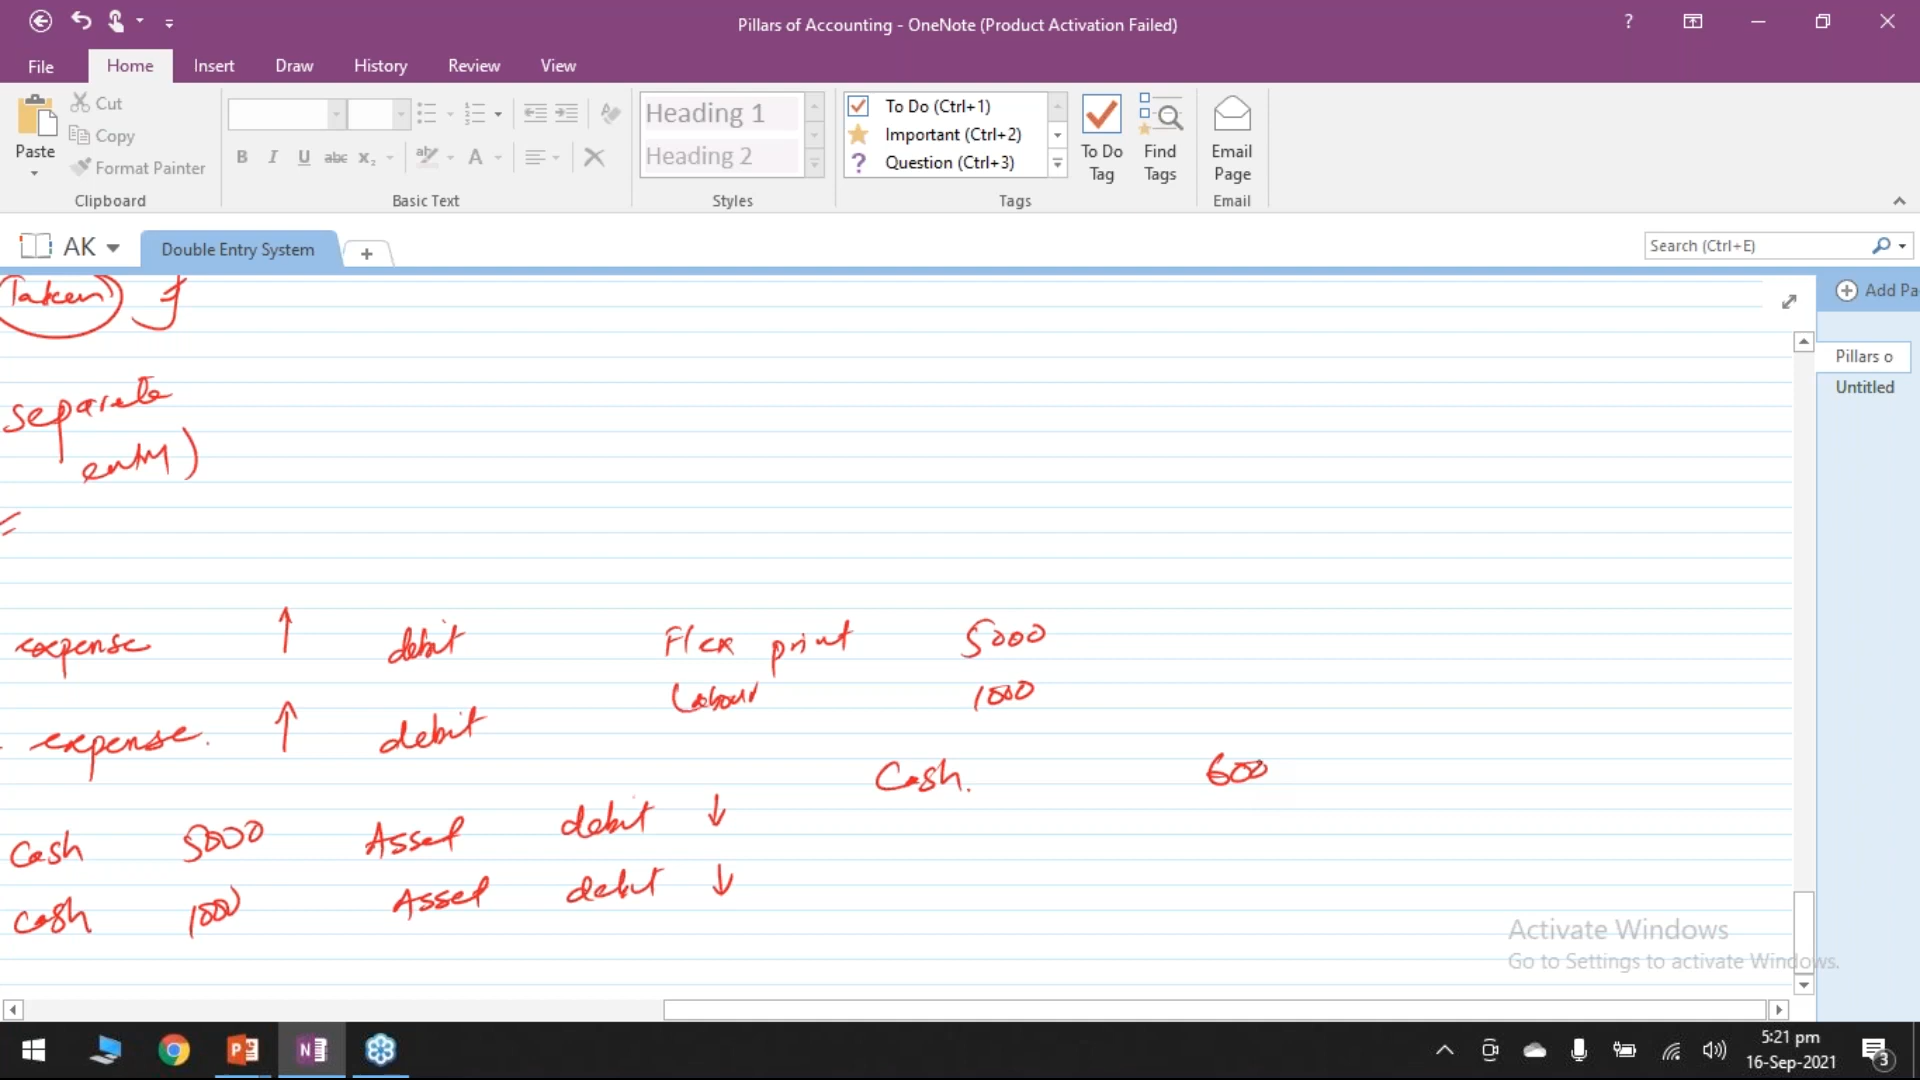 Pillars of Accounting - OneNote (Product Activation Failed)
?
File Home Insert Draw History Review View
Paste
Cut
Copy
Format Painter
Clipboard
B I U abc X₂ ab A
Basic Text
Heading 1
Heading 2
Styles
To Do (Ctrl+1)
Important (Ctrl+2)
? Question (Ctrl+3)
Tags
To Do Tag
Find Tags
Email Page
Email
AK
Double Entry System
+
Search (Ctrl+E)
Add Pa
Pillars o
Untitled
Taken)
separate
entry)
=
expense ↑ debit Flex print 5000
Labour 1000
expense. ↑ debit
Cash. 600
Cash 5000 Asset debit ↓
Cash 1000 Asset debit ↓
Activate Windows
Go to Settings to activate Windows.
5:21 pm
16-Sep-2021
3